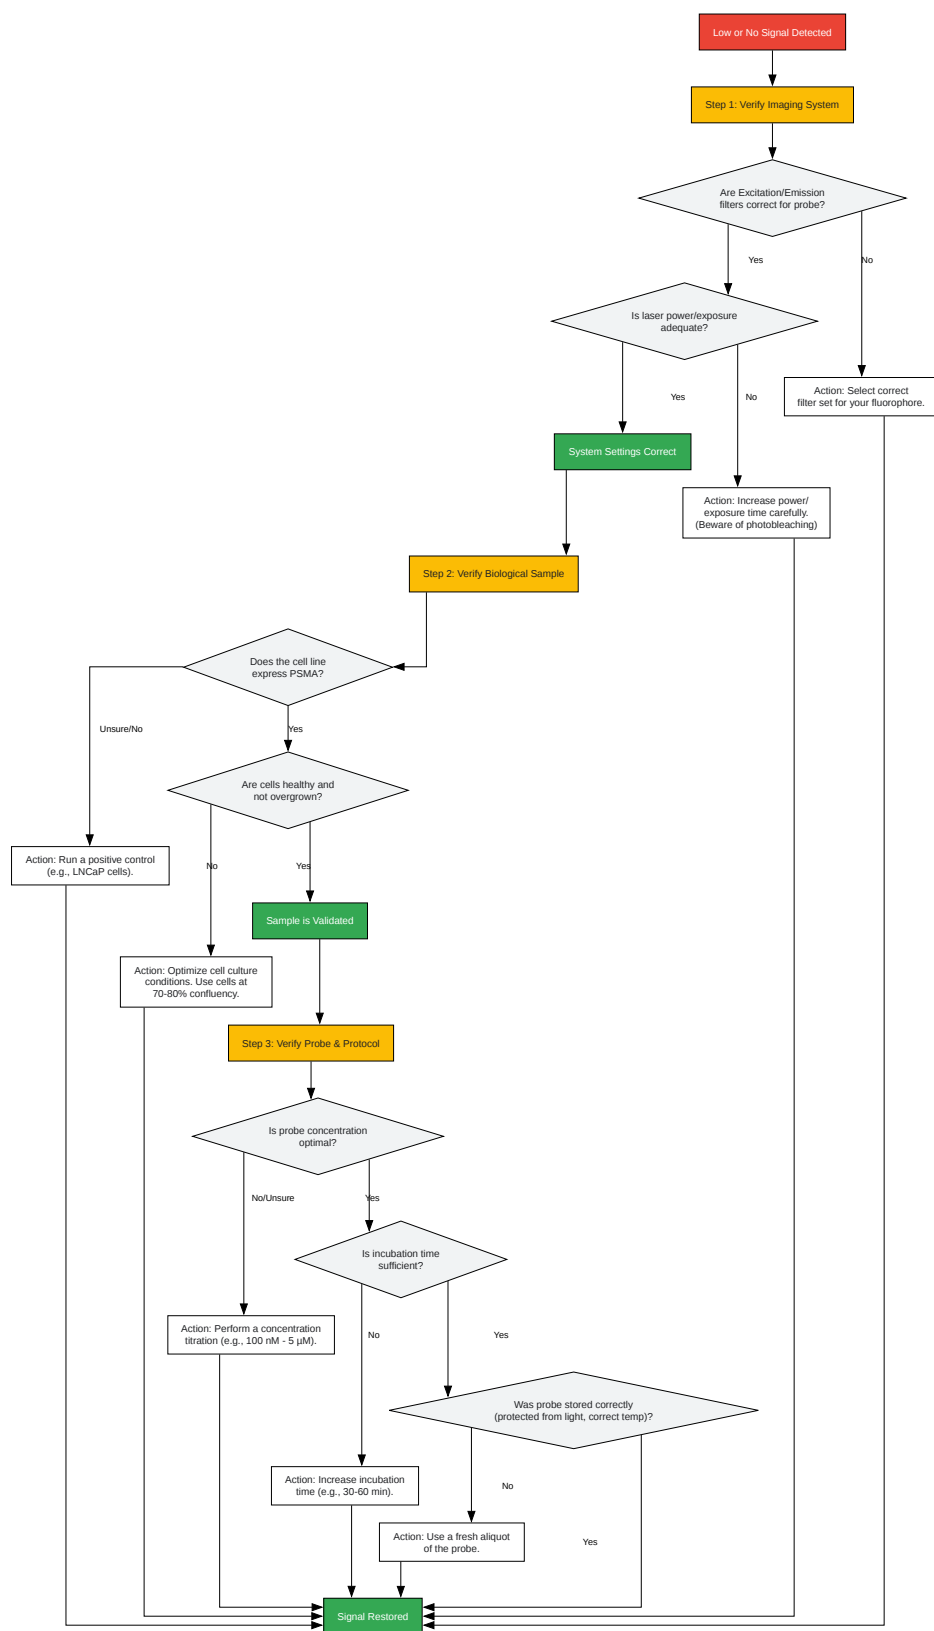 Low or No Signal Detected
Step 1: Verify Imaging System
Are Excitation/Emission
filters correct for probe?
Yes
No
Is laser power/exposure
adequate?
Yes
No
Action: Select correct
filter set for your fluorophore.
System Settings Correct
Action: Increase power/
exposure time carefully.
(Beware of photobleaching)
Step 2: Verify Biological Sample
Does the cell line
express PSMA?
Unsure/No
Yes
Are cells healthy and
not overgrown?
No
Yes
Action: Run a positive control
(e.g., LNCaP cells).
Sample is Validated
Action: Optimize cell culture
conditions. Use cells at
70-80% confluency.
Step 3: Verify Probe & Protocol
Is probe concentration
optimal?
No/Unsure
Yes
Is incubation time
sufficient?
Action: Perform a concentration
titration (e.g., 100 nM - 5 µM).
No
Yes
Was probe stored correctly
(protected from light, correct temp)?
Action: Increase incubation
time (e.g., 30-60 min).
No
Action: Use a fresh aliquot
of the probe.
Yes
Signal Restored